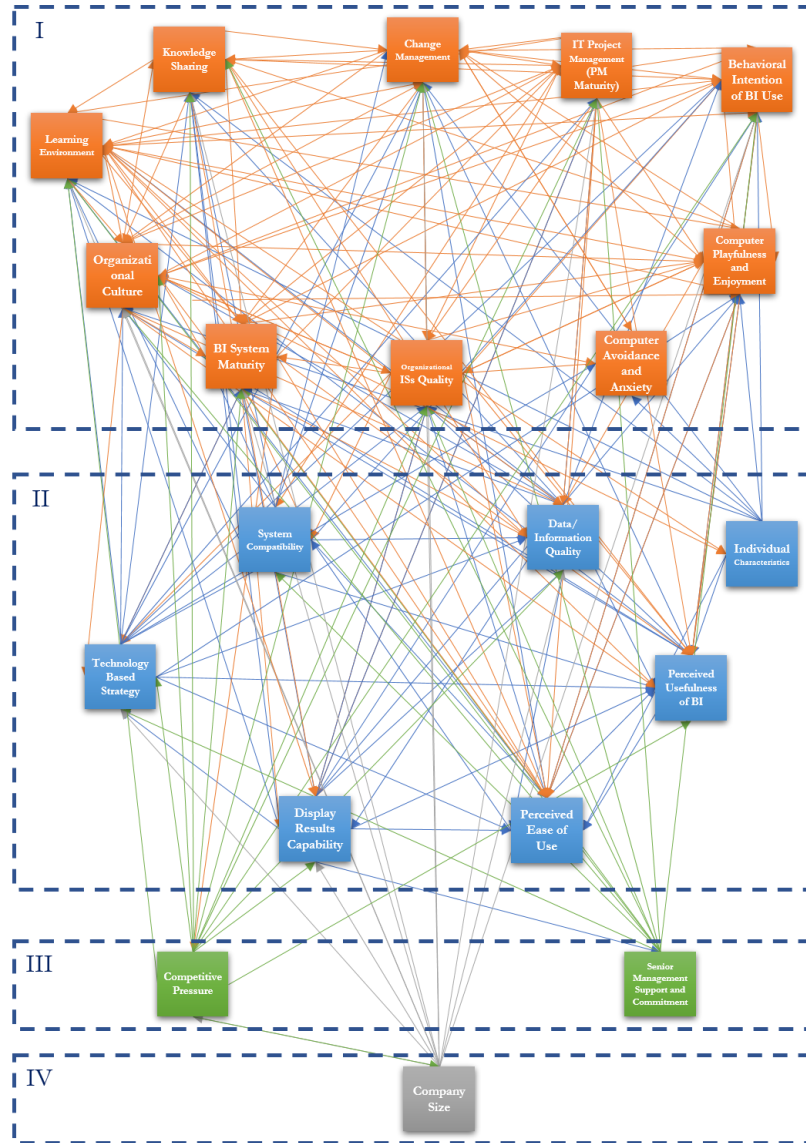 I
Knowledge
Sharing
Change
Management
IT Project
Management
(PM
Maturity)
Behavioral
Intention
of BI Use
Learning
Environment
Organizati
onal
Culture
Computer
Playfulness
and
Enjoyment
BI System
Maturity
Organizational
ISs Quality
Computer
Avoidance
and
Anxiety
II
System
Compatibility
Data/
Information
Quality
Individual
Characteristics
Technology
Based
Strategy
Perceived
Usefulness
of BI
Display
Results
Capability
Perceived
Ease of
Use
III
Competitive
Pressure
Senior
Management
Support and
Commitment
IV
Company
Size